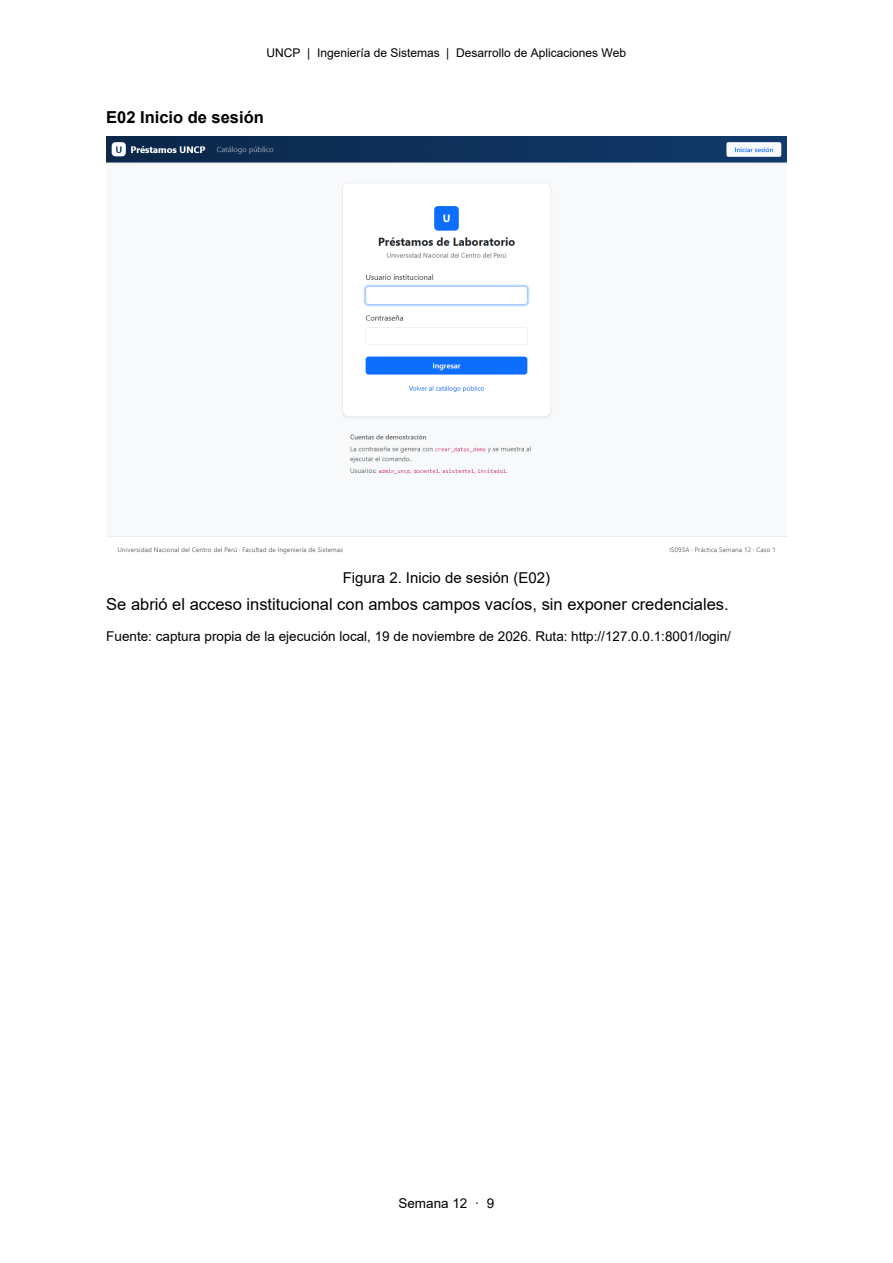 UNCP | Ingeniería de Sistemas | Desarrollo de Aplicaciones Web
E02 Inicio de sesión
U Préstamos UNCP Catálogo público Iniciar sesión
U
Préstamos de Laboratorio
Universidad Nacional del Centro del Perú
Usuario institucional
Contraseña
Ingresar
Volver al catálogo público
Cuentas de demostración
La contraseña se genera con crear_datos_demo y se muestra al
ejecutar el comando.
Usuarios: admin_uncp, docente1, asistente1, invitado1.
Universidad Nacional del Centro del Perú · Facultad de Ingeniería de Sistemas IS093A · Práctica Semana 12 · Caso 1
Figura 2. Inicio de sesión (E02)
Se abrió el acceso institucional con ambos campos vacíos, sin exponer credenciales.
Fuente: captura propia de la ejecución local, 19 de noviembre de 2026. Ruta: http://127.0.0.1:8001/login/
Semana 12 · 9